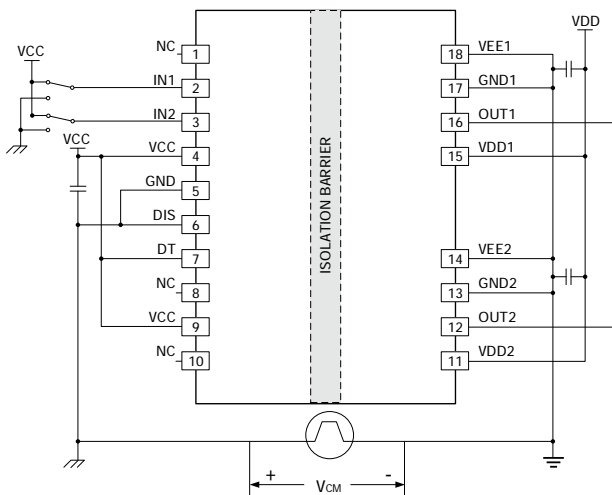 VDD
VCC
NC 1
IN1 2
IN2 3
VCC
VCC 4
GND 5
DIS 6
DT 7
NC 8
VCC 9
NC 10
ISOLATION BARRIER
18 VEE1
17 GND1
16 OUT1
15 VDD1
14 VEE2
13 GND2
12 OUT2
11 VDD2
+ VCM -